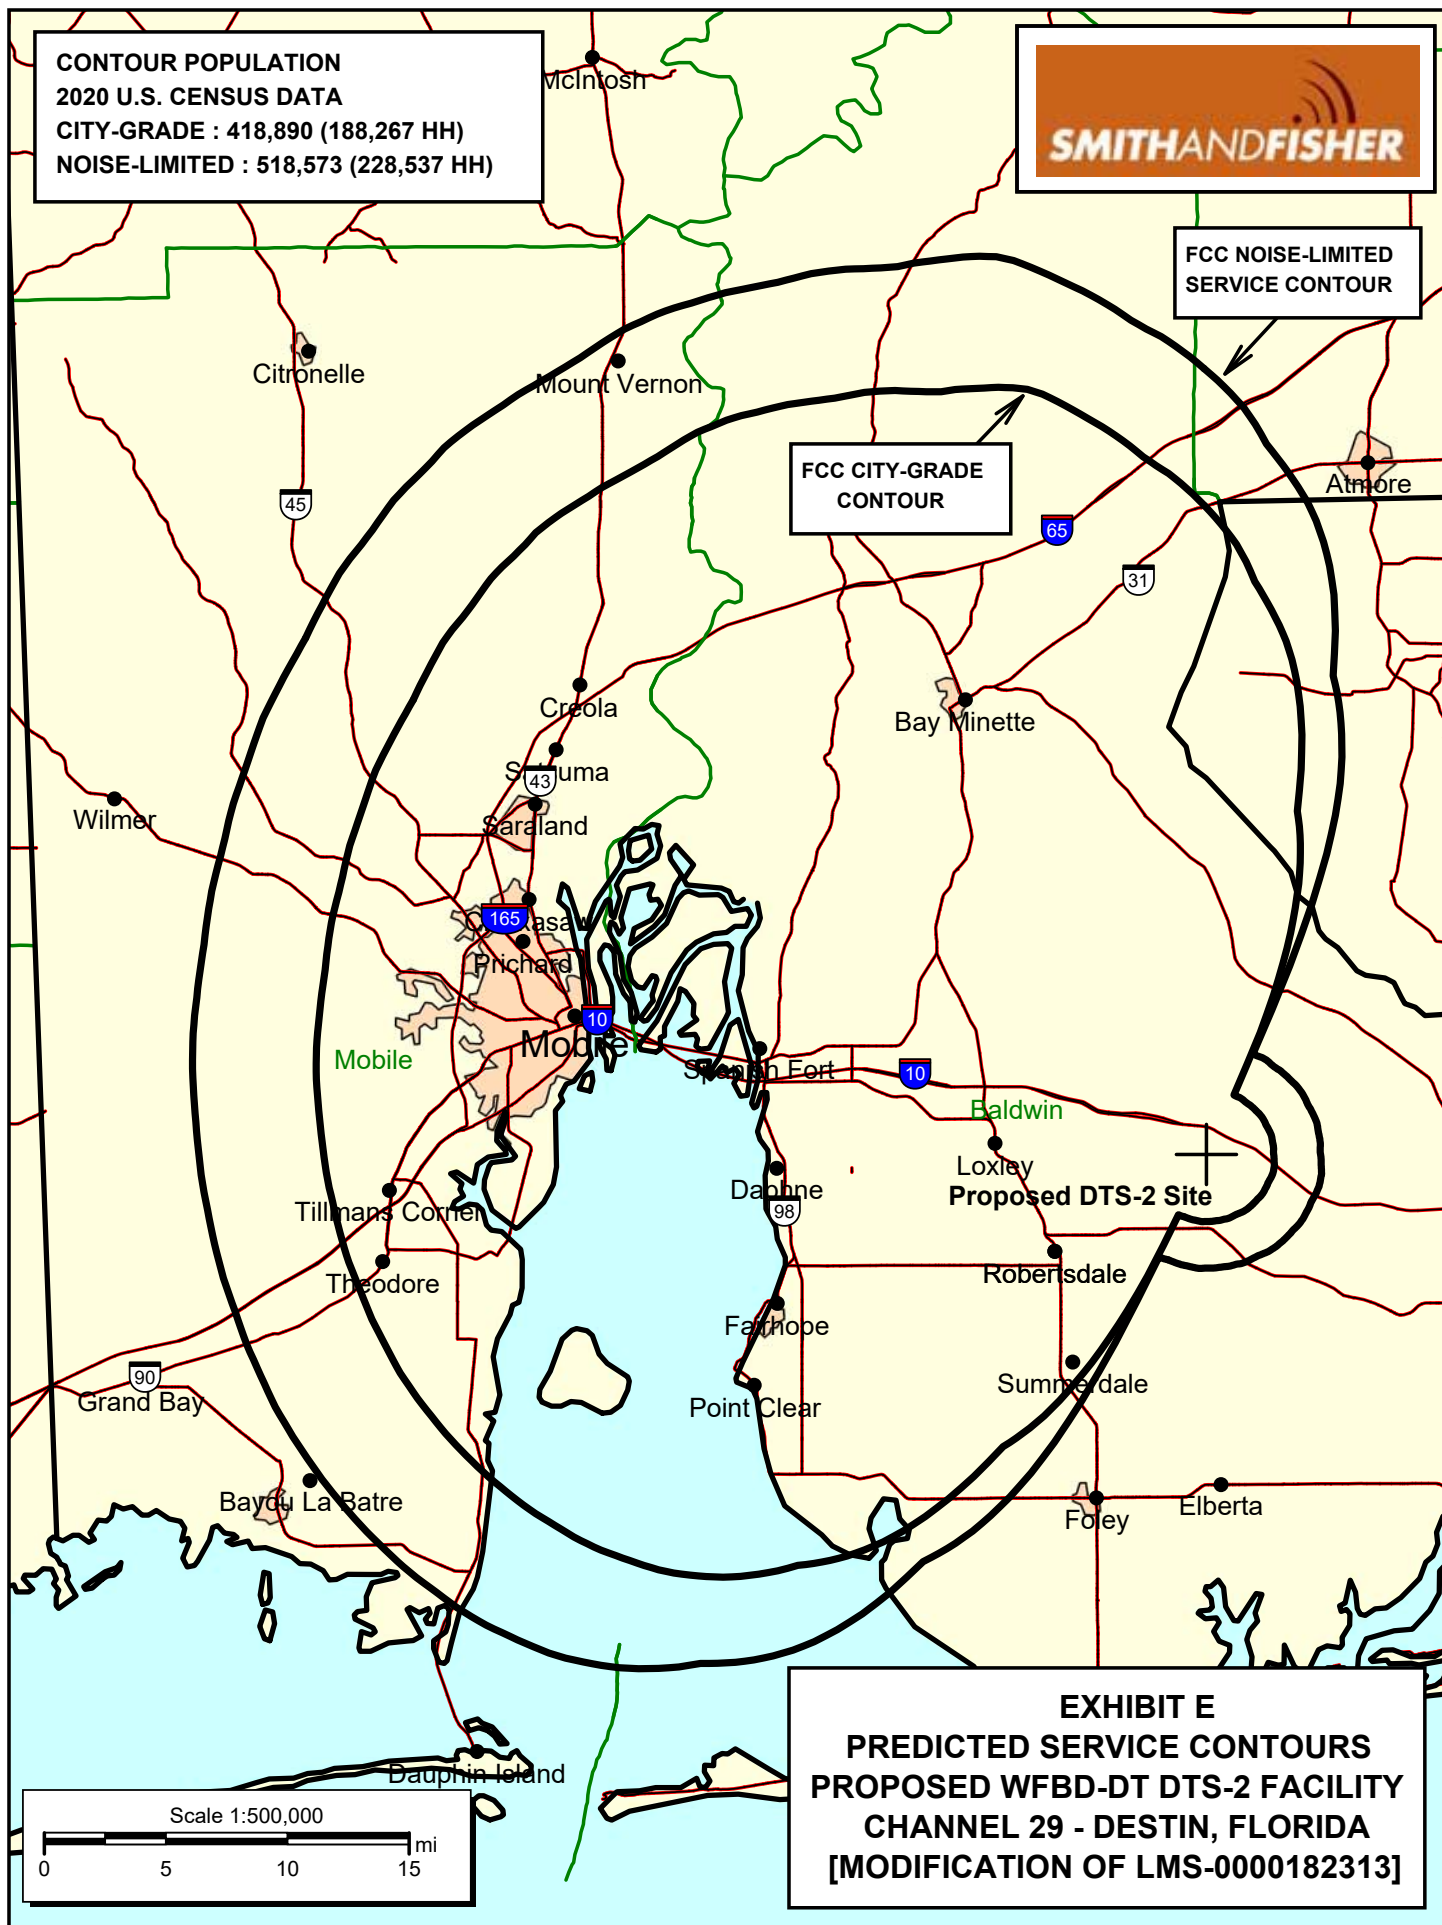 CONTOUR POPULATION
2020 U.S. CENSUS DATA
CITY-GRADE : 418,890 (188,267 HH)
NOISE-LIMITED : 518,573 (228,537 HH)
McIntosh
SMITHANDFISHER
FCC NOISE-LIMITED
SERVICE CONTOUR
Citronelle
Mount Vernon
FCC CITY-GRADE
CONTOUR
Atmore
45
65
31
Creola
Bay Minette
Satsuma
43
Wilmer
Saraland
165
Chickasaw
Prichard
10
Mobile
Mobile
Spanish Fort
10
Baldwin
Loxley
Daphne
Proposed DTS-2 Site
98
Tillmans Corner
Theodore
Robertsdale
Fairhope
90
Grand Bay
Summerdale
Point Clear
Bayou La Batre
Foley
Elberta
Dauphin Island
Scale 1:500,000
mi
0 5 10 15
EXHIBIT E
PREDICTED SERVICE CONTOURS
PROPOSED WFBD-DT DTS-2 FACILITY
CHANNEL 29 - DESTIN, FLORIDA
[MODIFICATION OF LMS-0000182313]